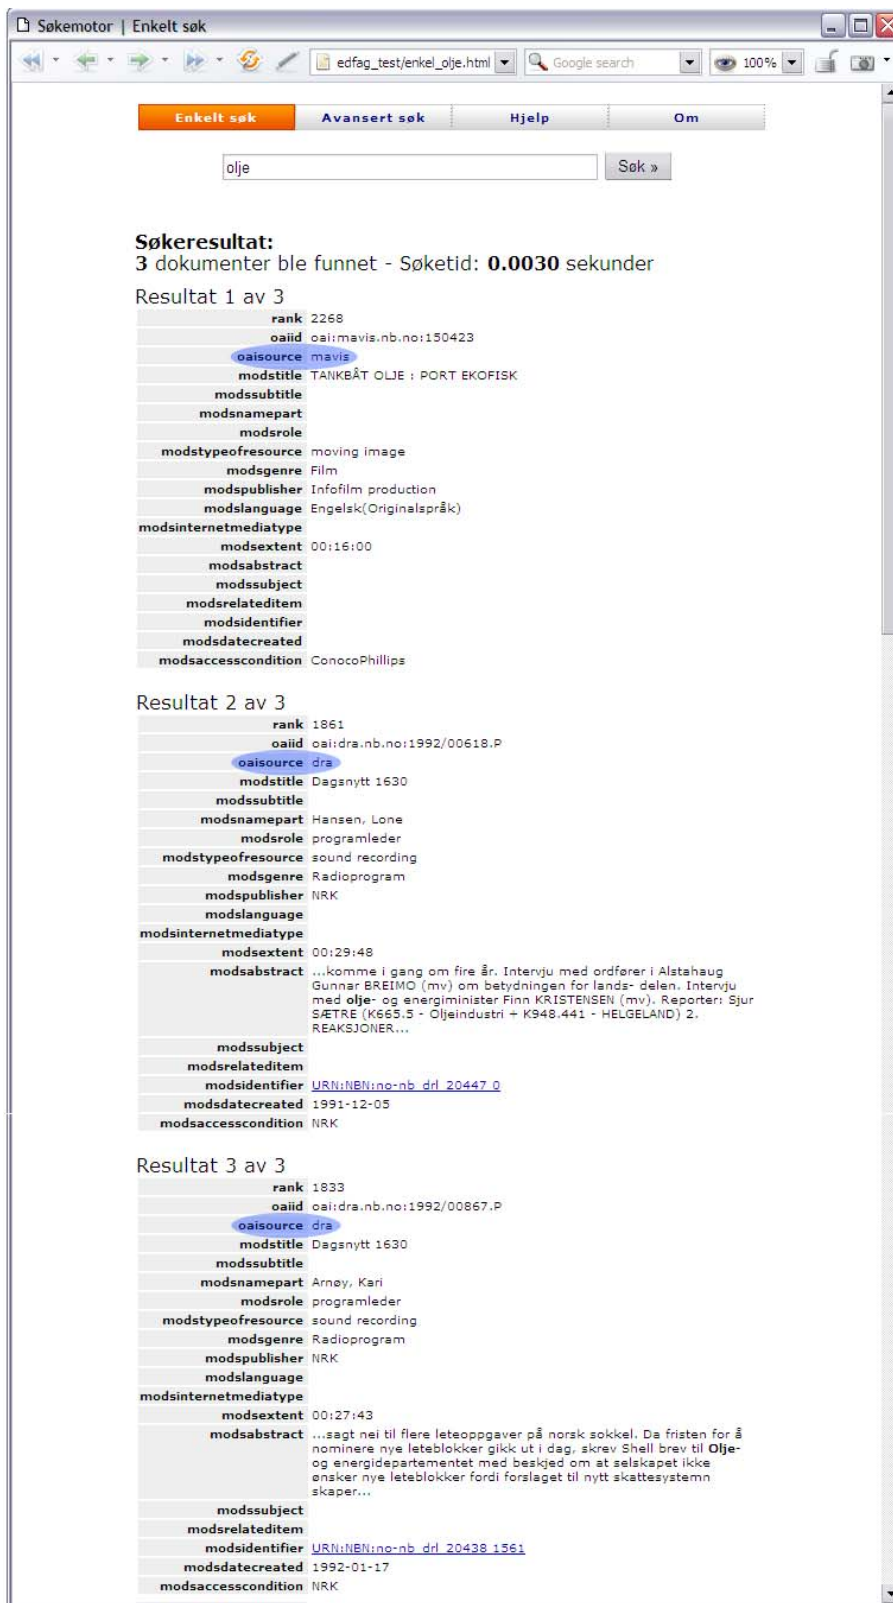 Søkemotor | Enkelt søk
edfag_test/enkel_olje.html Google search 100%
Enkelt søk Avansert søk Hjelp Om
olje Søk »
Søkeresultat:
3 dokumenter ble funnet - Søketid: 0.0030 sekunder
Resultat 1 av 3
rank 2268
oaiid oai:mavis.nb.no:150423
oaisource mavis
modstitle TANKBÅT OLJE : PORT EKOFISK
modssubtitle
modsnamepart
modsrole
modstypeofresource moving image
modsgenre Film
modspublisher Infofilm production
modslanguage Engelsk(Originalspråk)
modsinternetmediatype
modsextent 00:16:00
modsabstract
modssubject
modsrelateditem
modsidentifier
modsdatecreated
modsaccesscondition ConocoPhillips
Resultat 2 av 3
rank 1861
oaiid oai:dra.nb.no:1992/00618.P
oaisource dra
modstitle Dagsnytt 1630
modssubtitle
modsnamepart Hansen, Lone
modsrole programleder
modstypeofresource sound recording
modsgenre Radioprogram
modspublisher NRK
modslanguage
modsinternetmediatype
modsextent 00:29:48
modsabstract ...komme i gang om fire år. Intervju med ordfører i Alstahaug
Gunnar BREIMO (mv) om betydningen for lands- delen. Intervju
med olje- og energiminister Finn KRISTENSEN (mv). Reporter: Sjur
SÆTRE (K665.5 - Oljeindustri + K948.441 - HELGELAND) 2.
REAKSJONER...
modssubject
modsrelateditem
modsidentifier URN:NBN:no-nb_drl_20447_0
modsdatecreated 1991-12-05
modsaccesscondition NRK
Resultat 3 av 3
rank 1833
oaiid oai:dra.nb.no:1992/00867.P
oaisource dra
modstitle Dagsnytt 1630
modssubtitle
modsnamepart Arnøy, Kari
modsrole programleder
modstypeofresource sound recording
modsgenre Radioprogram
modspublisher NRK
modslanguage
modsinternetmediatype
modsextent 00:27:43
modsabstract ...sagt nei til flere leteoppgaver på norsk sokkel. Da fristen for å
nominere nye leteblokker gikk ut i dag, skrev Shell brev til Olje-
og energidepartementet med beskjed om at selskapet ikke
ønsker nye leteblokker fordi forslaget til nytt skattesystemn
skaper...
modssubject
modsrelateditem
modsidentifier URN:NBN:no-nb_drl_20438_1561
modsdatecreated 1992-01-17
modsaccesscondition NRK